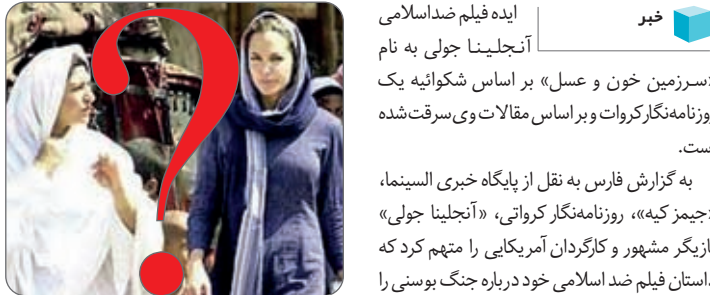 خبر
ایده فیلم ضداسلامی
آنجلینا جولی به نام
«سرزمین خون و عسل» بر اساس شکوائیه یک
روزنامه‌نگار کروات و بر اساس مقالات وی سرقت شده
است.
به گزارش فارس به نقل از پایگاه خبری السینما،
«جیمز کیه»، روزنامه‌نگار کرواتی، «آنجلینا جولی»
بازیگر مشهور و کارگردان آمریکایی را متهم کرد که
داستان فیلم ضد اسلامی خود درباره جنگ بوسنی را
?